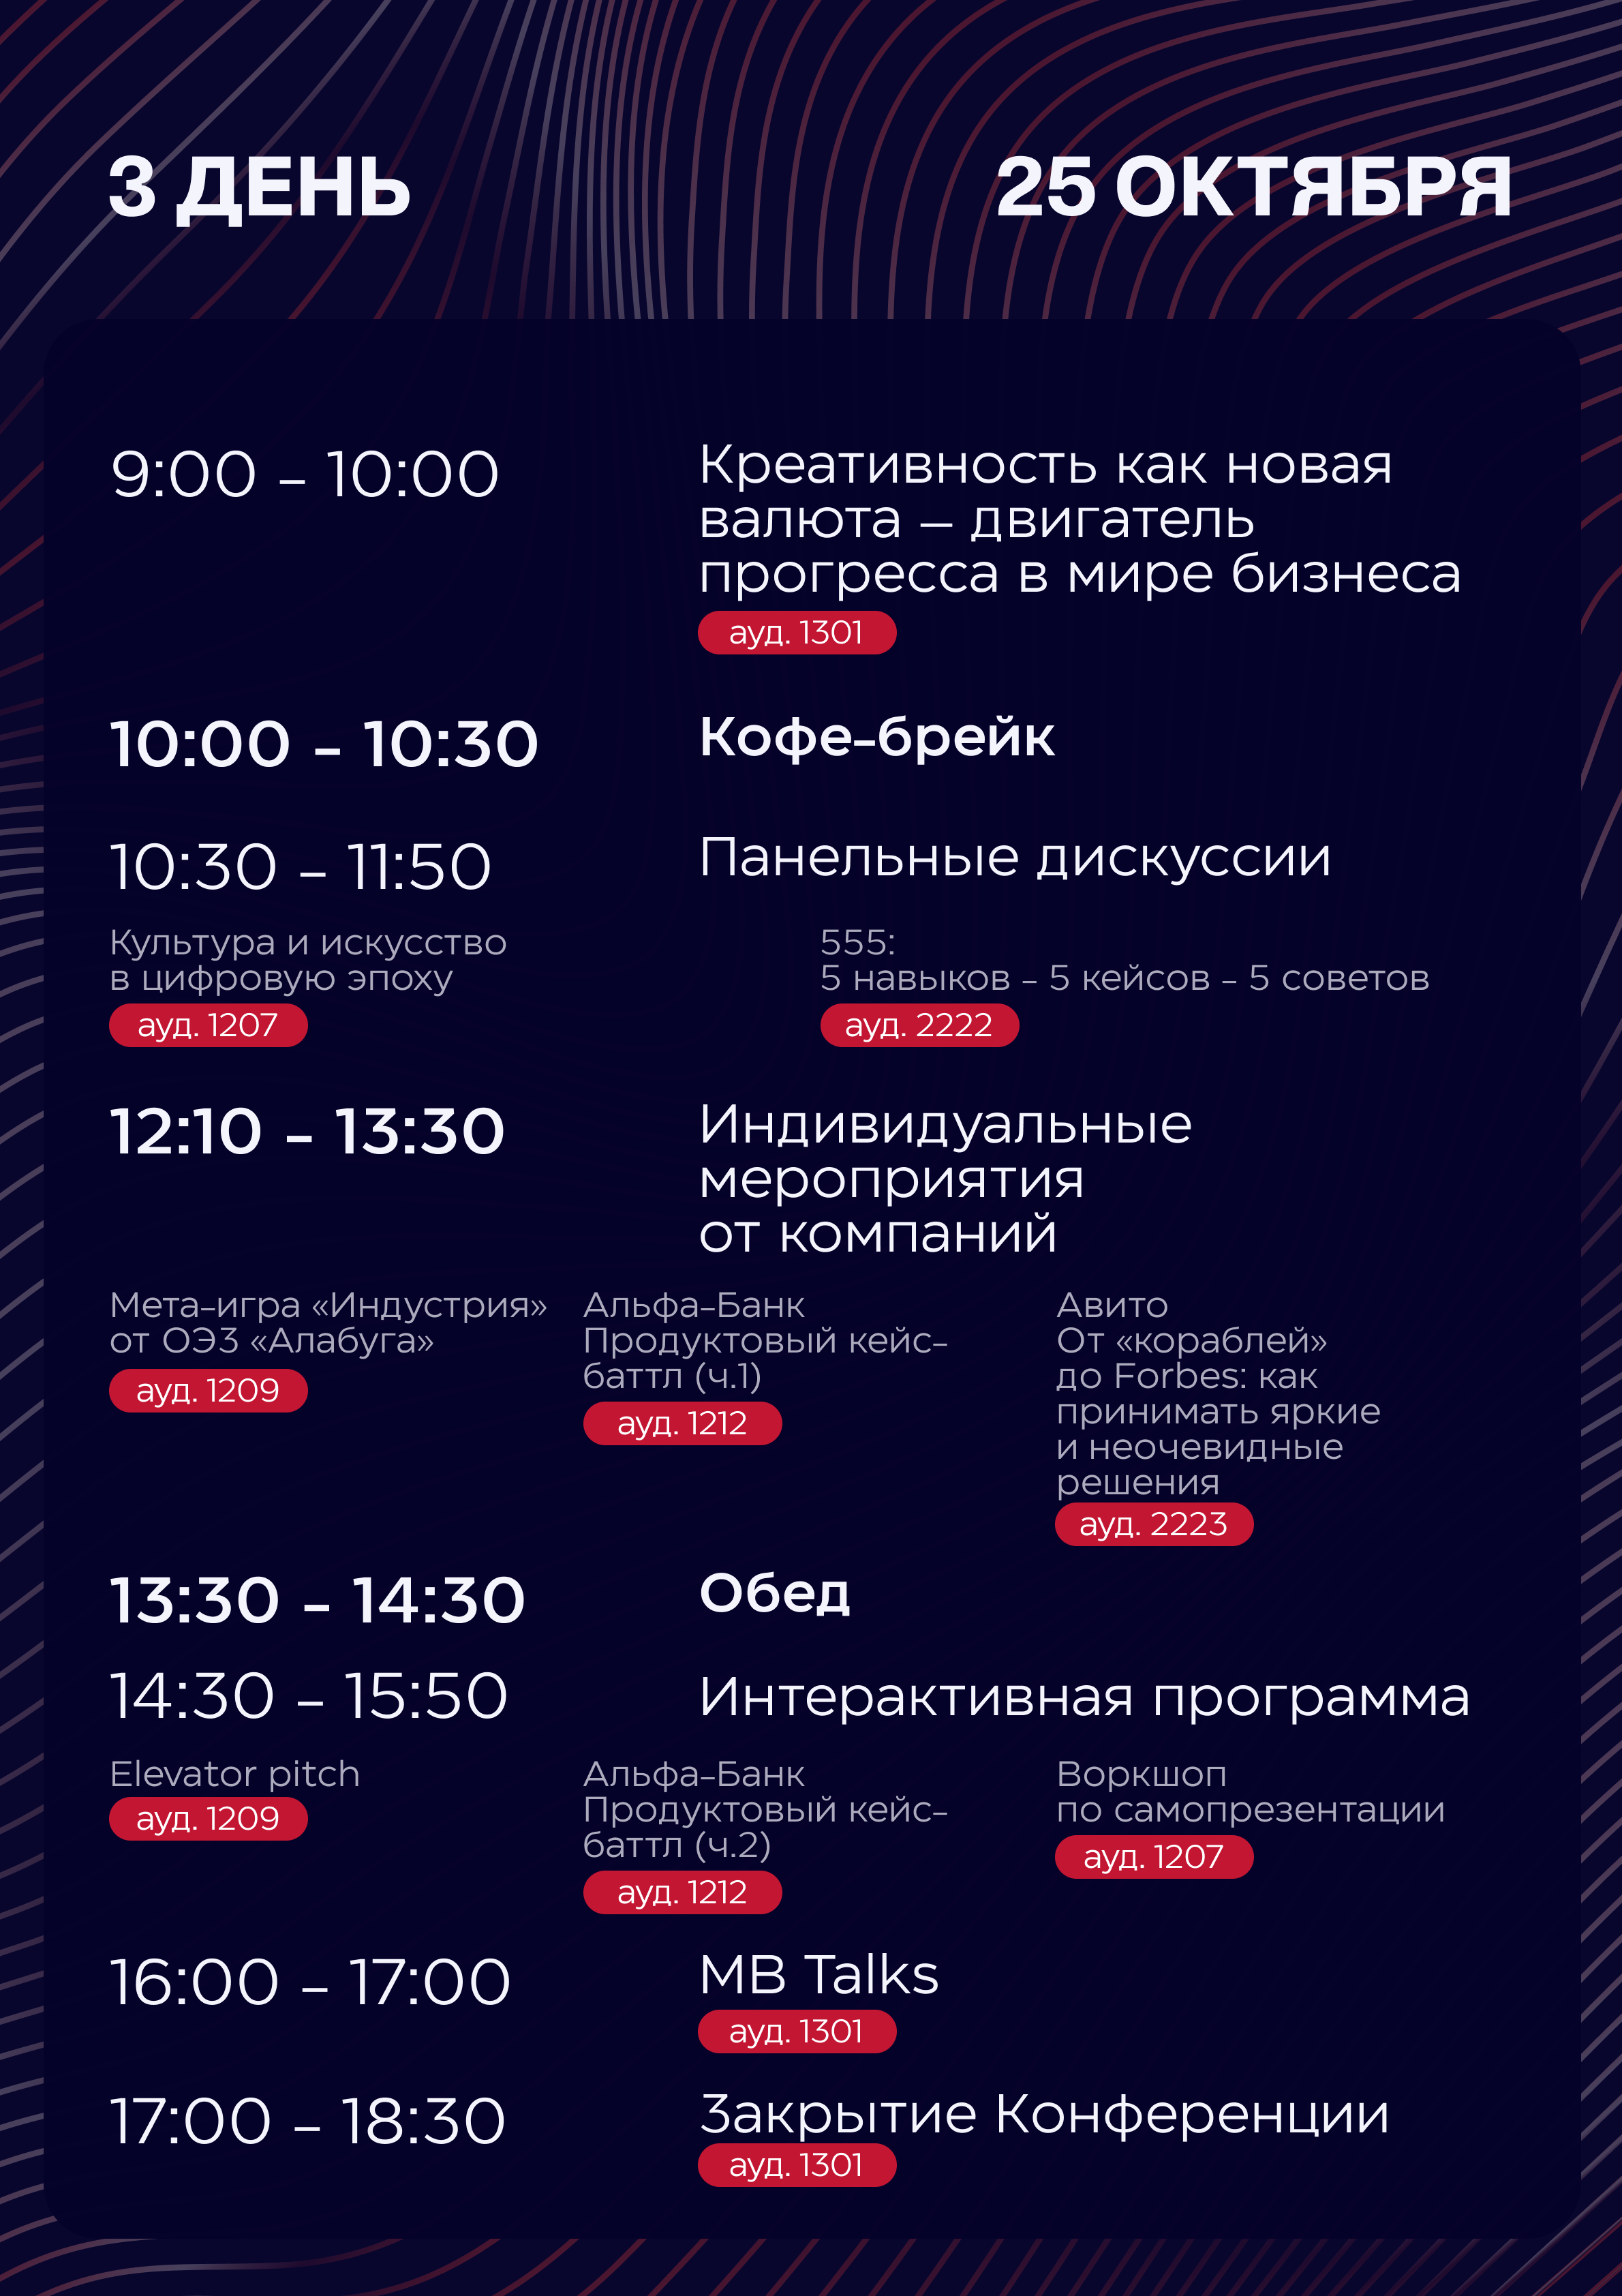 3 ДЕНЬ
25 ОКТЯБРЯ
9:00 – 10:00
Креативность как новая
валюта – двигатель
прогресса в мире бизнеса
ауд. 1301
10:00 – 10:30
Кофе-брейк
10:30 – 11:50
Панельные дискуссии
Культура и искусство
в цифровую эпоху
ауд. 1207
555:
5 навыков – 5 кейсов – 5 советов
ауд. 2222
12:10 – 13:30
Индивидуальные
мероприятия
от компаний
Мета-игра «Индустрия»
от ОЭЗ «Алабуга»
ауд. 1209
Альфа-Банк
Продуктовый кейс-
баттл (ч.1)
ауд. 1212
Авито
От «кораблей»
до Forbes: как
принимать яркие
и неочевидные
решения
ауд. 2223
13:30 – 14:30
Обед
14:30 – 15:50
Интерактивная программа
Elevator pitch
ауд. 1209
Альфа-Банк
Продуктовый кейс-
баттл (ч.2)
ауд. 1212
Воркшоп
по самопрезентации
ауд. 1207
16:00 – 17:00
MB Talks
ауд. 1301
17:00 – 18:30
Закрытие Конференции
ауд. 1301